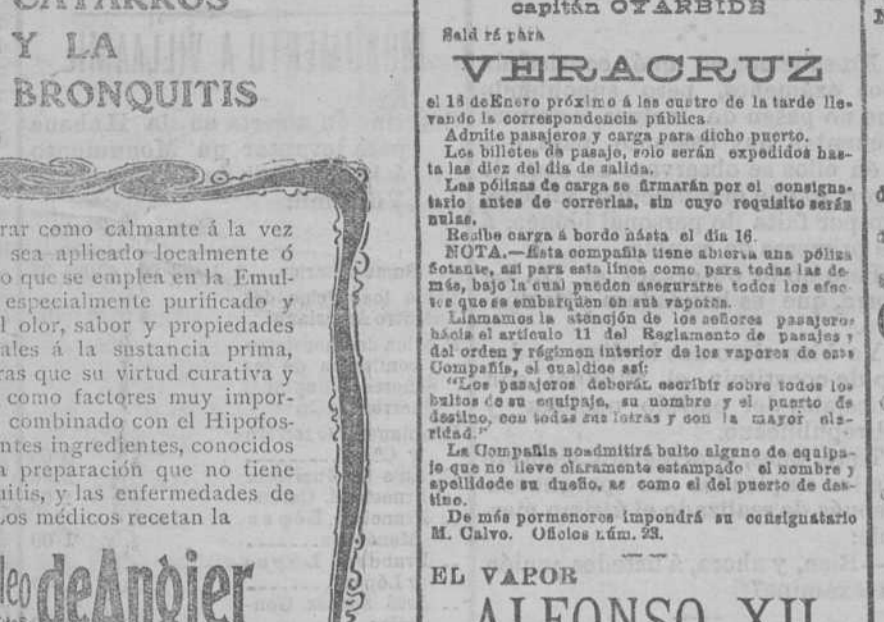 CATARROS
Y LA
BRONQUITIS
rar como calmante á la vez
sea aplicado localmente ó
o que se emplea en la Emul-
especialmente purificado y
l olor, sabor y propiedades
ales á la sustancia prima,
ras que su virtud curativa y
como factores muy impor-
combinado con el Hipofos-
ntes ingredientes, conocidos
a preparación que no tiene
uitis, y las enfermedades de
Los médicos recetan la
leo de Angier
capitán OYARBIDE
Saldrá para
VERACRUZ
el 16 de Enero próximo á las cuatro de la tarde lle-
vando la correspondencia pública
Admite pasajeros y carga para dicho puerto.
Los billetes de pasaje, solo serán expedidos has-
ta las diez del dia de salida.
Las pólizas de carga se firmarán por el consigna-
tario antes de correrlas, sin cuyo requisito serán
nulas.
Recibe carga á bordo hásta el día 16.
NOTA.—Esta compañía tiene abierta una póliza
flotante, así para esta línea como para todas las de-
más, bajo la cual pueden asegurarse todos los efec-
tos que se embarquen en sus vapores.
Llamamos la atención de los señores pasajeros
hácia el artículo 11 del Reglamento de pasajes y
del orden y régimen interior de los vapores de esta
Compañía, el cualdice así:
"Los pasajeros deberán escribir sobre todos los
bultos de su equipaje, su nombre y el puerto de
destino, con todas sus letras y con la mayor cla-
ridad."
La Compañía no admitirá bulto alguno de equipa-
je que no lleve claramente estampado el nombre y
apellidode su dueño, as como el del puerto de des-
tino.
De más pormenores impondrá su consignatario
M. Calvo. Oficios núm. 28.
EL VAPOR
ALFONSO XII